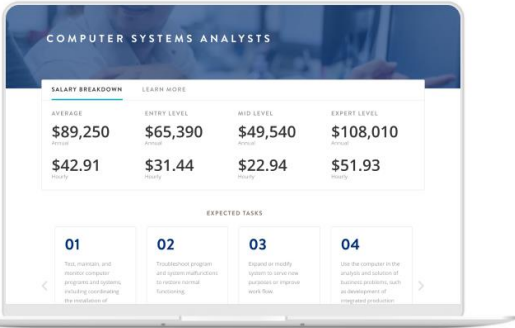 COMPUTER SYSTEMS ANALYSTS
SALARY BREAKDOWN LEARN MORE
AVERAGE ENTRY LEVEL MID LEVEL EXPERT LEVEL
$89,250 $65,390 $49,540 $108,010
Annual Annual Annual Annual
$42.91 $31.44 $22.94 $51.93
Hourly Hourly Hourly Hourly
EXPECTED TASKS
01
Test, maintain, and
monitor computer
programs and systems,
including coordinating
the installation of
02
Troubleshoot program
and system malfunctions
to restore normal
functioning.
03
Expand or modify
system to serve new
purposes or improve
work flow.
04
Use the computer in the
analysis and solution of
business problems, such
as development of
integrated production